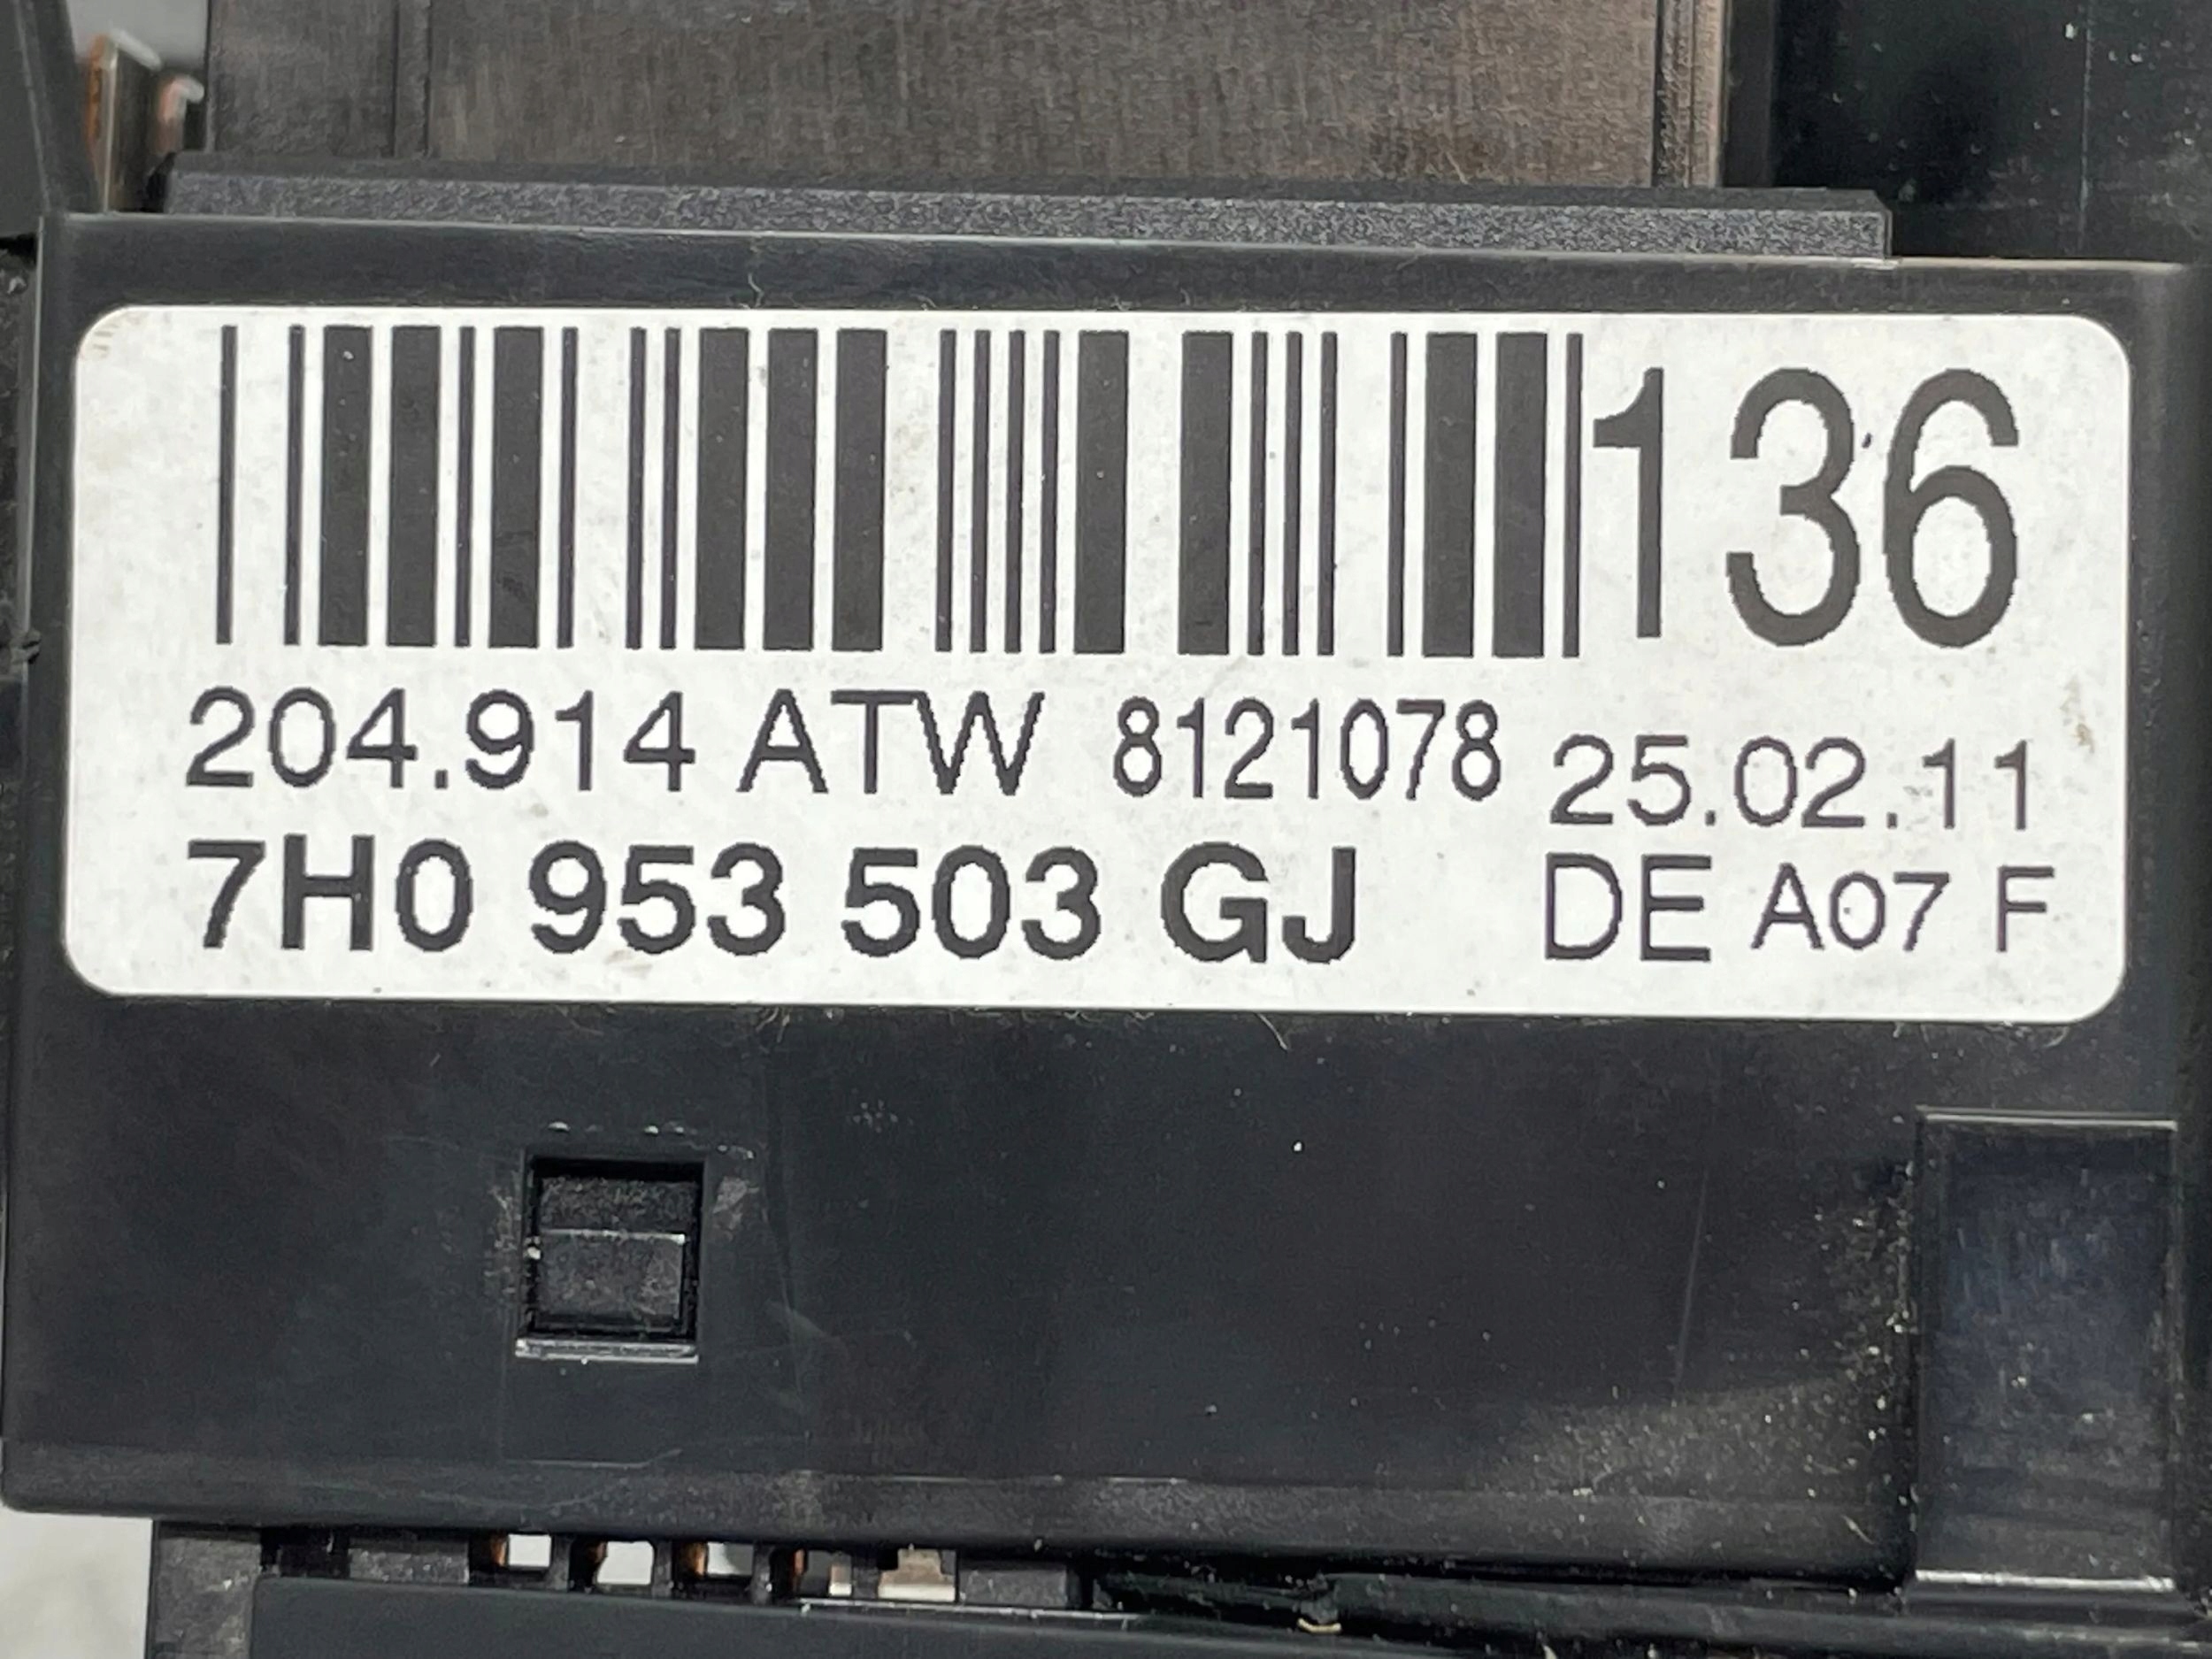 136
204.914 ATW 8121078 25.02.11
7H0 953 503 GJ DE A07 F